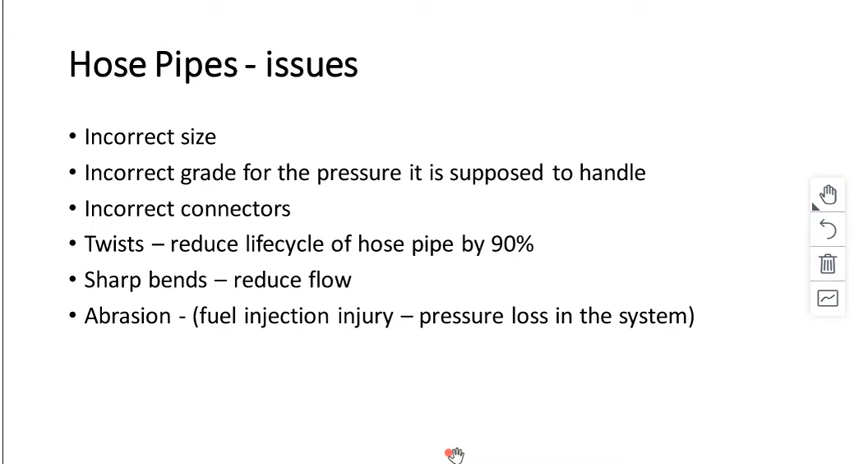 Hose Pipes - issues
• Incorrect size
• Incorrect grade for the pressure it is supposed to handle
• Incorrect connectors
• Twists – reduce lifecycle of hose pipe by 90%
• Sharp bends – reduce flow
• Abrasion - (fuel injection injury – pressure loss in the system)